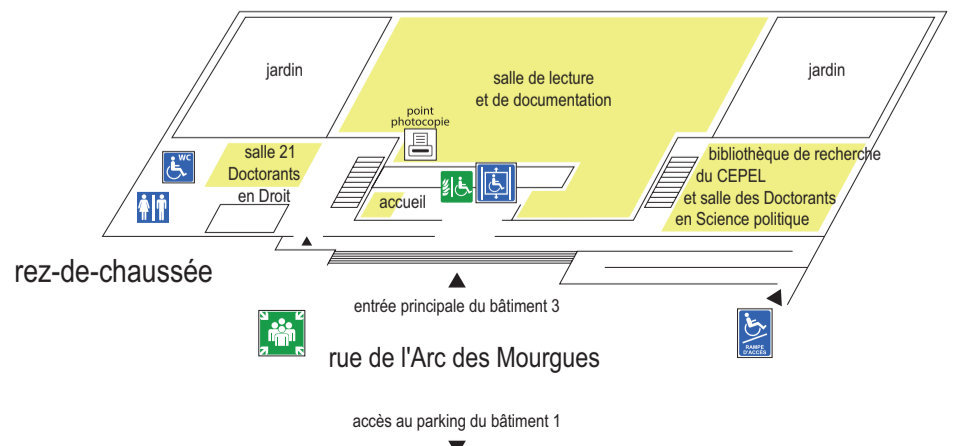 jardin
salle de lecture
et de documentation
jardin
point
photocopie
WC
salle 21
Doctorants
en Droit
accueil
bibliothèque de recherche
du CEPEL
et salle des Doctorants
en Science politique
rez-de-chaussée
entrée principale du bâtiment 3
RAMPE
D'ACCÈS
rue de l'Arc des Mourgues
accès au parking du bâtiment 1